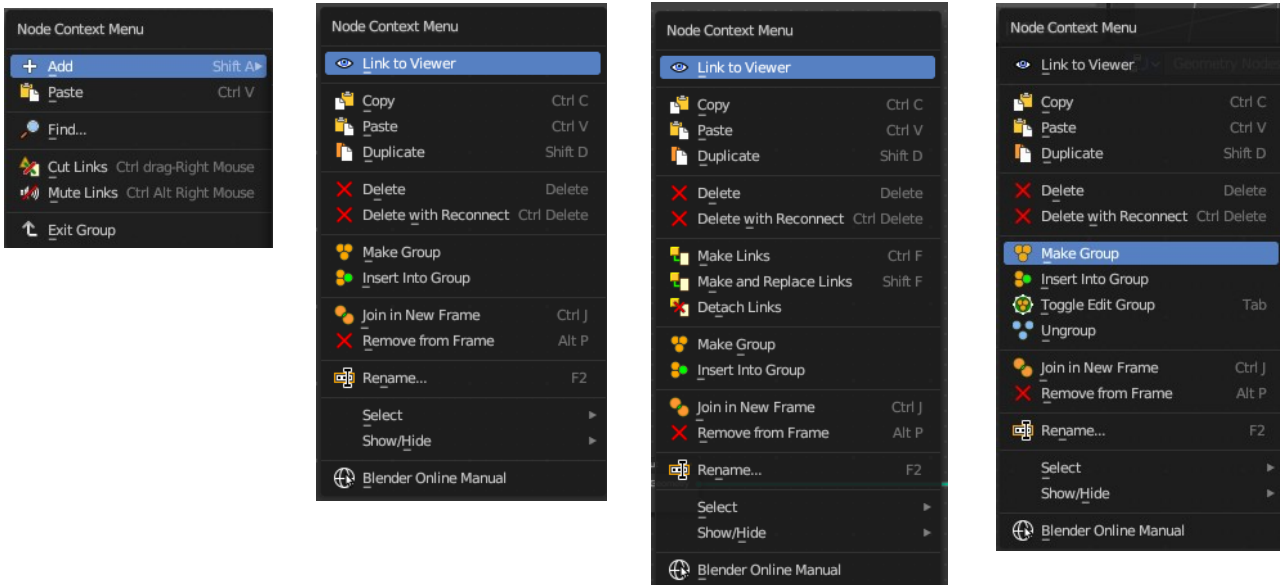 Node Context Menu
Add Shift A
Paste Ctrl V
Find...
Cut Links Ctrl drag-Right Mouse
Mute Links Ctrl Alt Right Mouse
Exit Group
Node Context Menu
Link to Viewer
Copy Ctrl C
Paste Ctrl V
Duplicate Shift D
Delete Delete
Delete with Reconnect Ctrl Delete
Make Group
Insert Into Group
Join in New Frame Ctrl J
Remove from Frame Alt P
Rename... F2
Select
Show/Hide
Blender Online Manual
Node Context Menu
Link to Viewer
Copy Ctrl C
Paste Ctrl V
Duplicate Shift D
Delete Delete
Delete with Reconnect Ctrl Delete
Make Links Ctrl F
Make and Replace Links Shift F
Detach Links
Make Group
Insert Into Group
Join in New Frame Ctrl J
Remove from Frame Alt P
Rename... F2
Select
Show/Hide
Blender Online Manual
Node Context Menu
Link to Viewer Geometry Nodes
Copy Ctrl C
Paste Ctrl V
Duplicate Shift D
Delete Delete
Delete with Reconnect Ctrl Delete
Make Group
Insert Into Group
Toggle Edit Group Tab
Ungroup
Join in New Frame Ctrl J
Remove from Frame Alt P
Rename... F2
Select
Show/Hide
Blender Online Manual